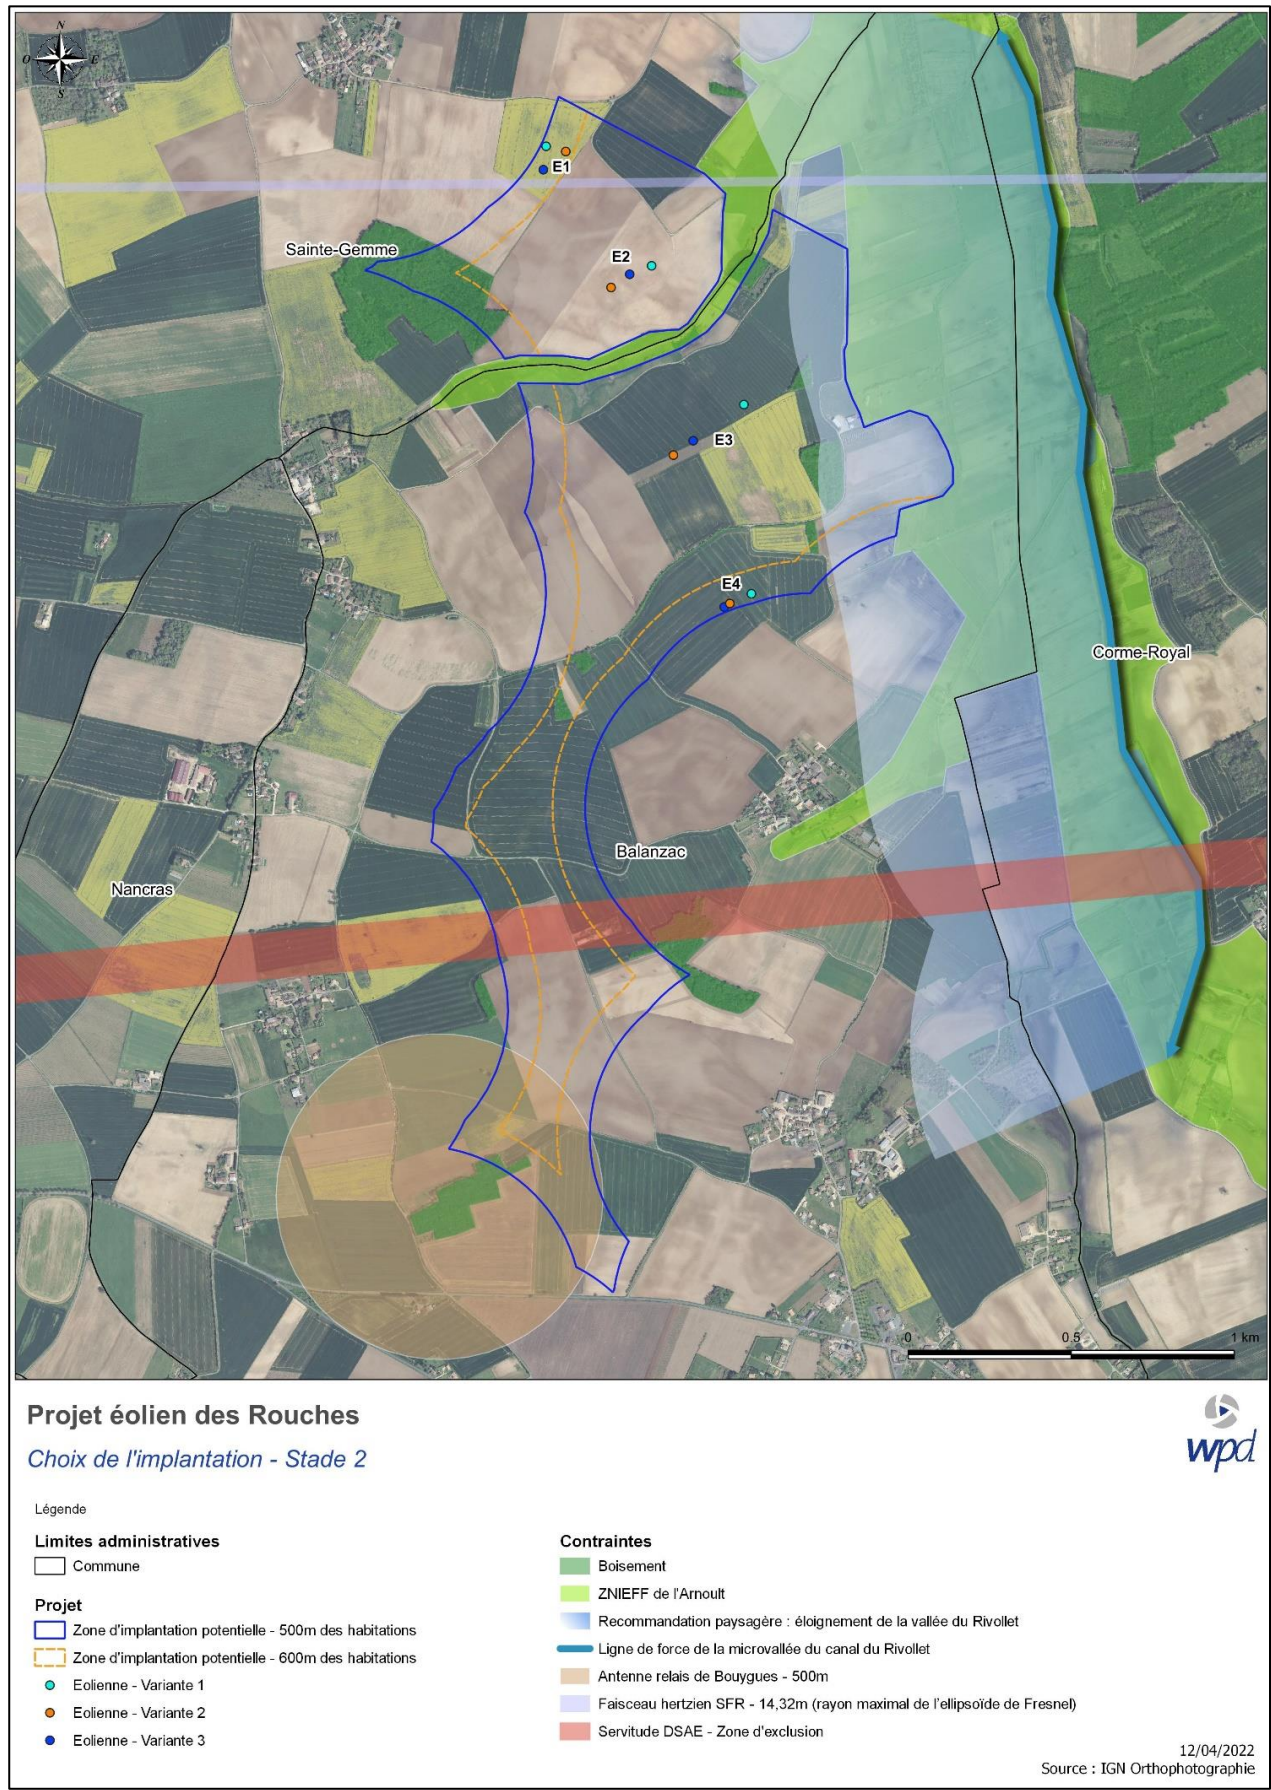 N
O
E
S
E1
Sainte-Gemme
E2
E3
E4
Corme-Royal
Balanzac
Nancras
0
0.5
1 km
Projet éolien des Rouches
Choix de l'implantation - Stade 2
wpd
Légende
Limites administratives
Commune
Projet
Zone d'implantation potentielle - 500m des habitations
Zone d'implantation potentielle - 600m des habitations
Eolienne - Variante 1
Eolienne - Variante 2
Eolienne - Variante 3
Contraintes
Boisement
ZNIEFF de l'Arnoult
Recommandation paysagère : éloignement de la vallée du Rivollet
Ligne de force de la microvallée du canal du Rivollet
Antenne relais de Bouygues - 500m
Faisceau hertzien SFR - 14,32m (rayon maximal de l'ellipsoïde de Fresnel)
Servitude DSAE - Zone d'exclusion
12/04/2022
Source : IGN Orthophotographie